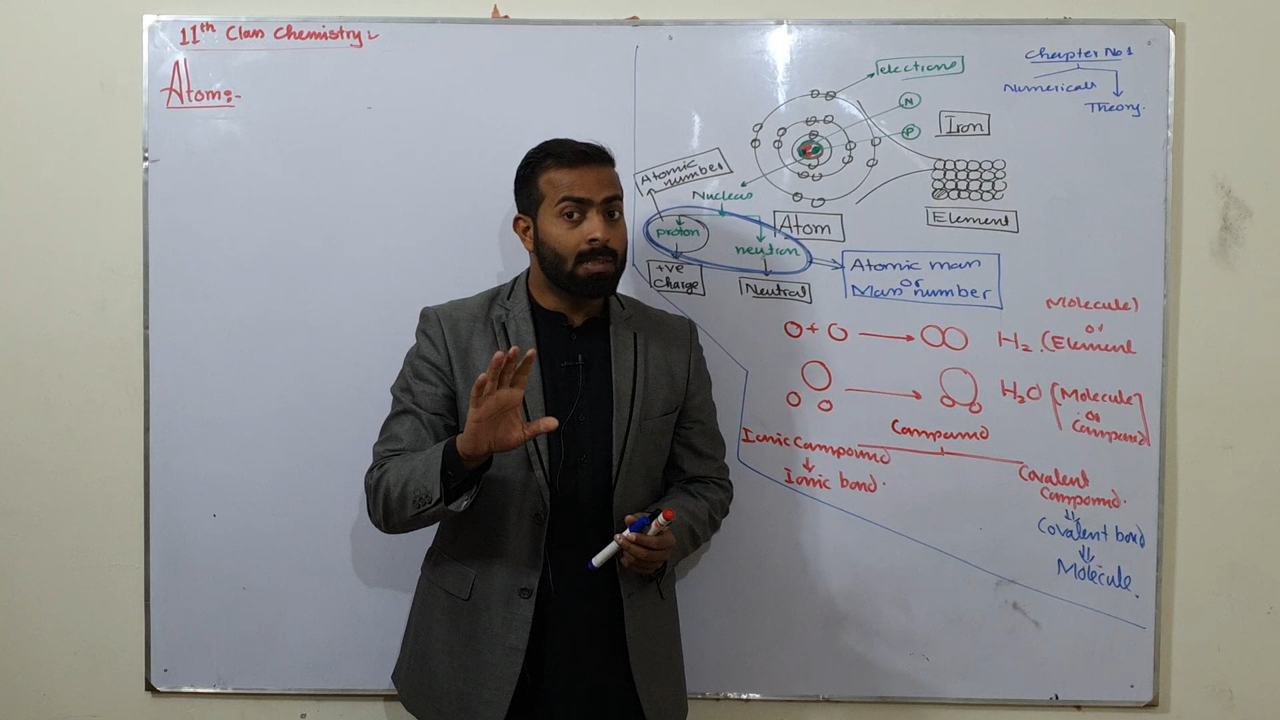 11th Class Chemistry:
Atom:-
Chapter No 1
Numericals
Theory.
electrons
N
P
Iron
Element
Atomic
number
Nucleus
Atom
proton
neutron
+ve
Charge
Neutral
Atomic mass
or
Mass number
Molecule)
or
+
H2 (Element
H2O (Molecule
or
Compound
Compound
Ionic Compound
Ionic bond.
Covalent
Compound.
Covalent bond
Molecule.